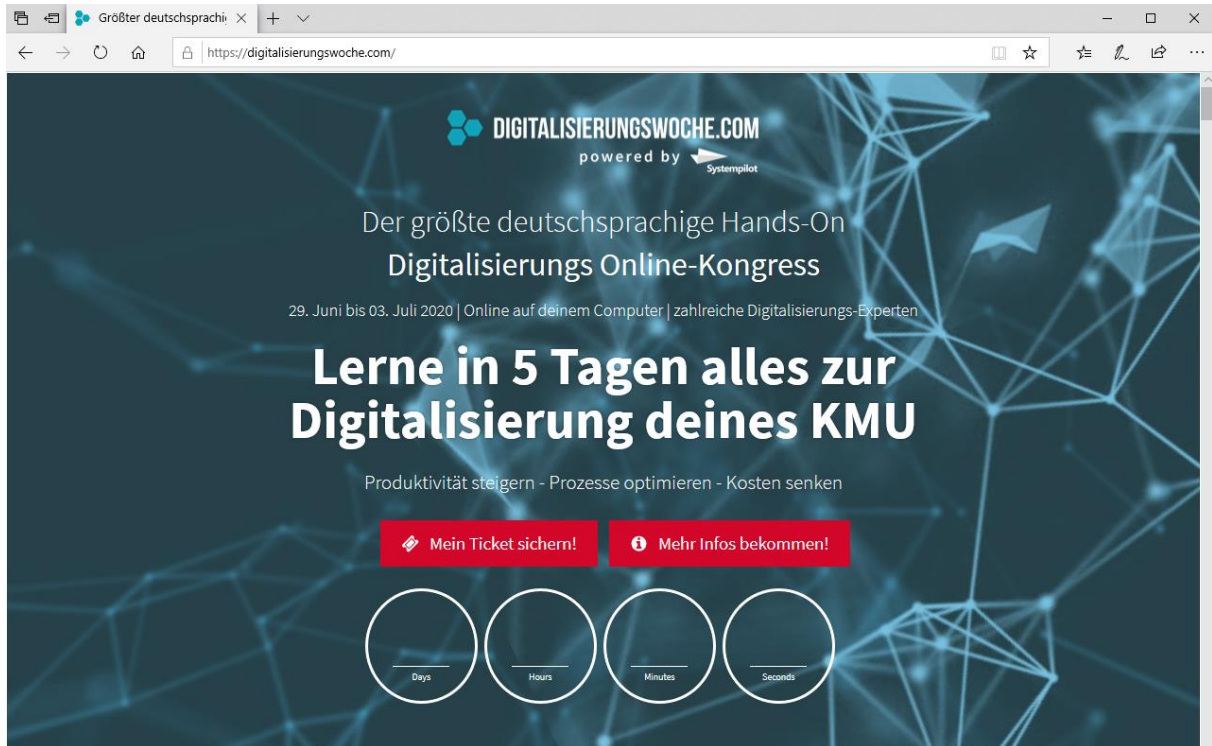 Größter deutschsprachi
https://digitalisierungswoche.com/
DIGITALISIERUNGSWOCHE.COM
powered by
Systempilot
Der größte deutschsprachige Hands-On
Digitalisierungs Online-Kongress
29. Juni bis 03. Juli 2020 | Online auf deinem Computer | zahlreiche Digitalisierungs-Experten
Lerne in 5 Tagen alles zur
Digitalisierung deines KMU
Produktivität steigern - Prozesse optimieren - Kosten senken
Mein Ticket sichern! Mehr Infos bekommen!
Days Hours Minutes Seconds